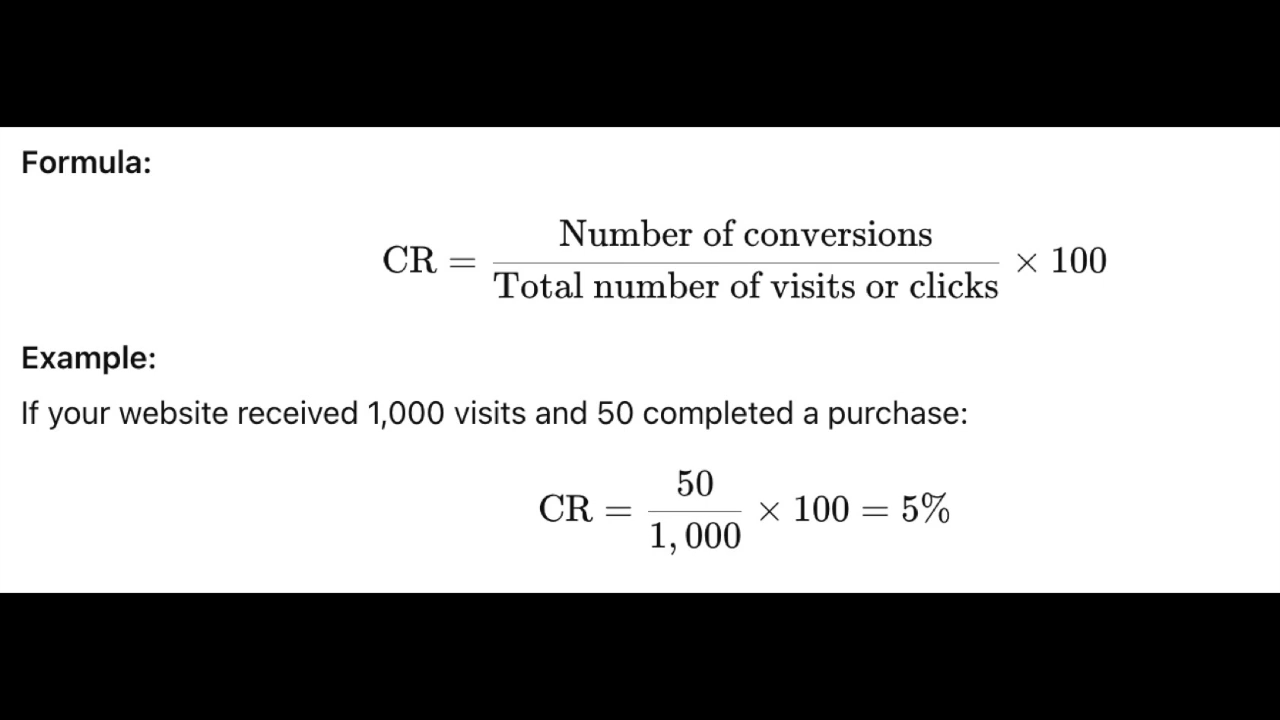 Formula:
CR = Number of conversions / Total number of visits or clicks × 100
Example:
If your website received 1,000 visits and 50 completed a purchase:
CR = 50 / 1,000 × 100 = 5%